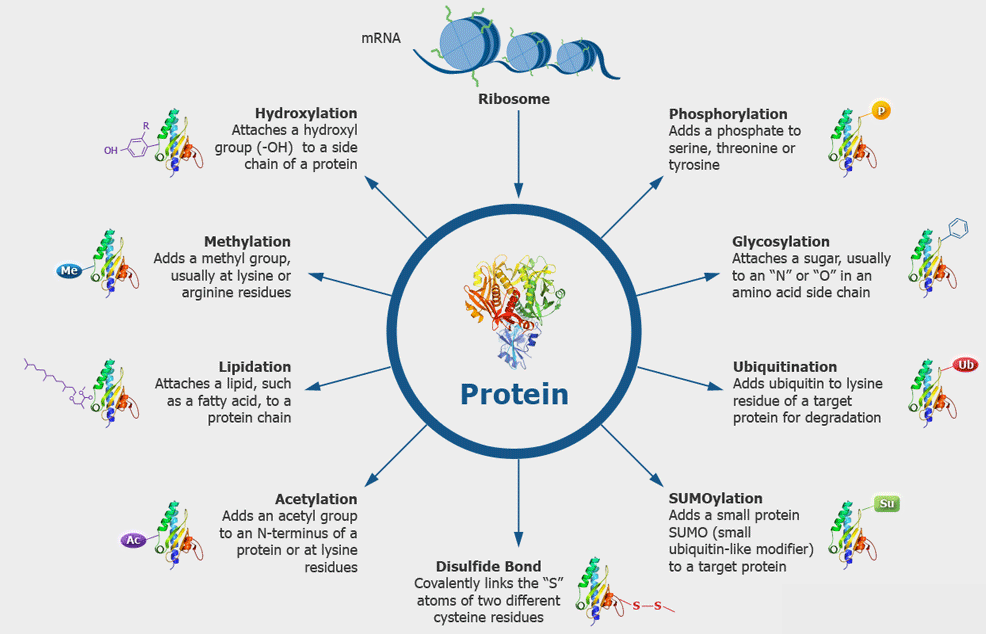 mRNA
Ribosome
Hydroxylation
Attaches a hydroxyl
group (-OH) to a side
chain of a protein
R
OH
Phosphorylation
Adds a phosphate to
serine, threonine or
tyrosine
P
Methylation
Adds a methyl group,
usually at lysine or
arginine residues
Me
Glycosylation
Attaches a sugar, usually
to an “N” or “O” in an
amino acid side chain
Protein
Lipidation
Attaches a lipid, such
as a fatty acid, to a
protein chain
O
O
O
Ubiquitination
Adds ubiquitin to lysine
residue of a target
protein for degradation
Ub
Acetylation
Adds an acetyl group
to an N-terminus of a
protein or at lysine
residues
Ac
SUMOylation
Adds a small protein
SUMO (small
ubiquitin-like modifier)
to a target protein
Su
Disulfide Bond
Covalently links the “S”
atoms of two different
cysteine residues
S—S